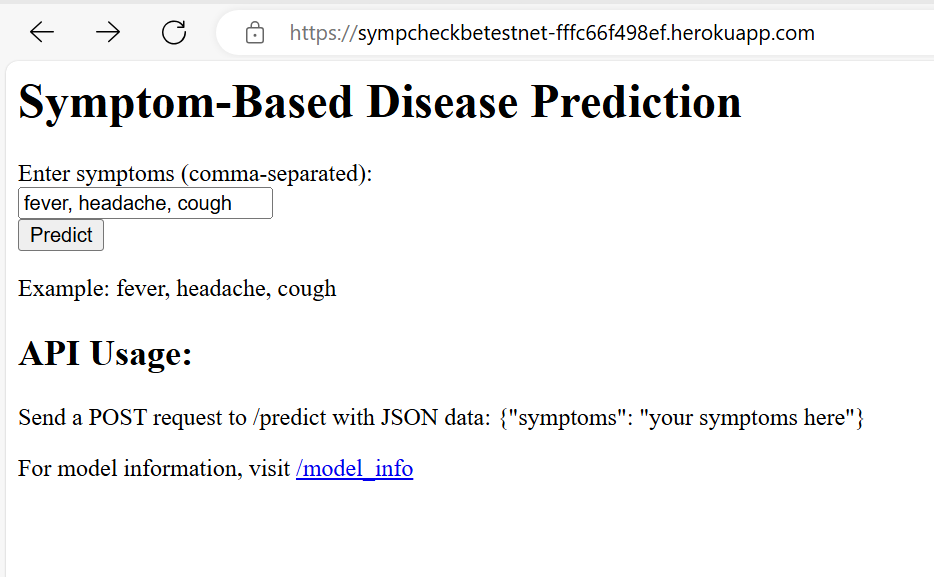 https://sympcheckbetestnet-fffc66f498ef.herokuapp.com
Symptom-Based Disease Prediction
Enter symptoms (comma-separated):
fever, headache, cough
Predict
Example: fever, headache, cough
API Usage:
Send a POST request to /predict with JSON data: {"symptoms": "your symptoms here"}
For model information, visit /model_info